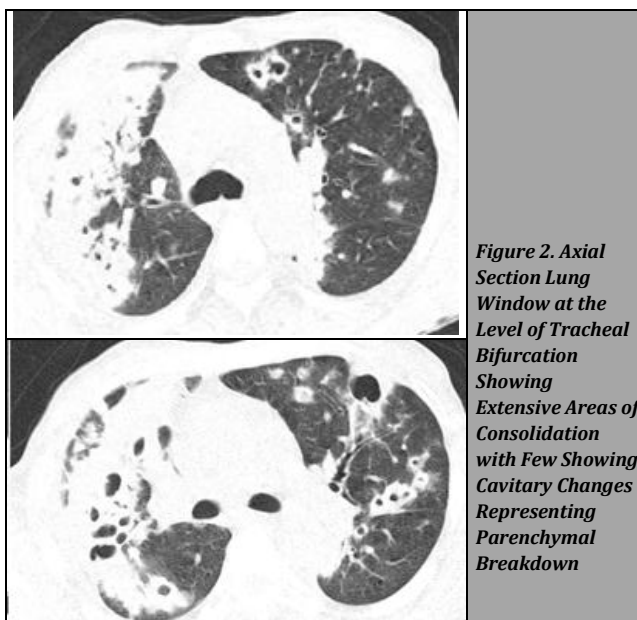 Figure 2. Axial
Section Lung
Window at the
Level of Tracheal
Bifurcation
Showing
Extensive Areas of
Consolidation
with Few Showing
Cavitary Changes
Representing
Parenchymal
Breakdown